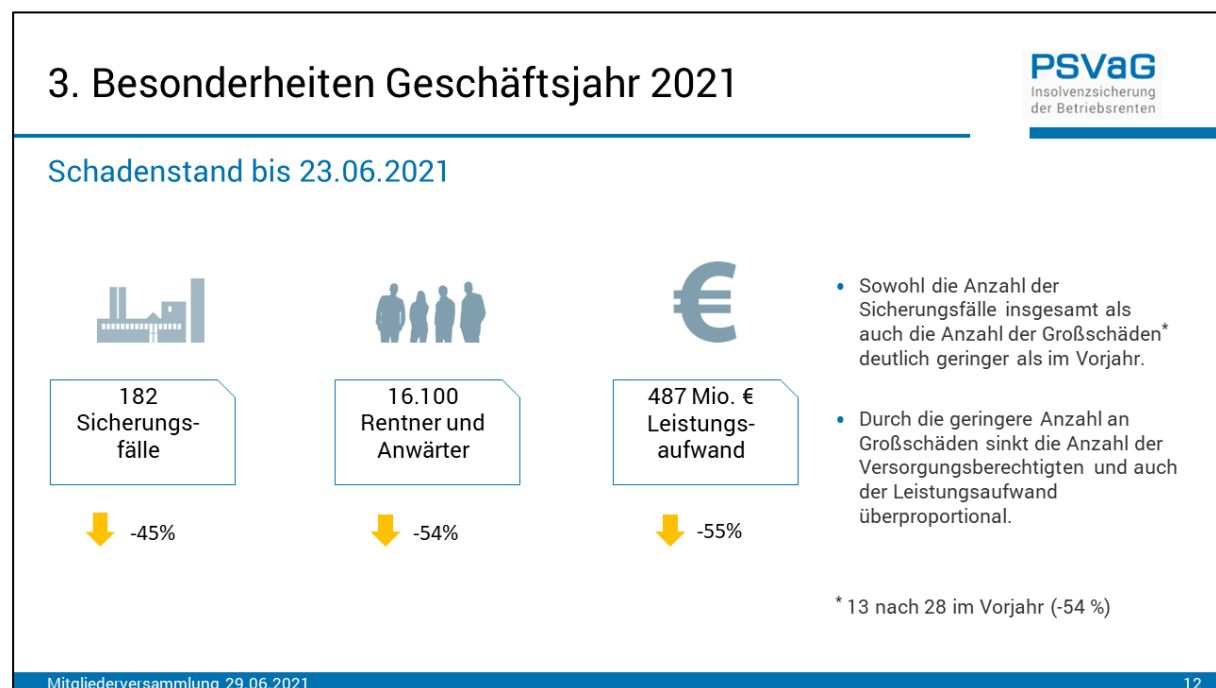 3. Besonderheiten Geschäftsjahr 2021
PSVaG
Insolvenzsicherung
der Betriebsrenten
Schadenstand bis 23.06.2021
€
182
Sicherungs-
fälle
16.100
Rentner und
Anwärter
487 Mio. €
Leistungs-
aufwand
-45%
-54%
-55%
• Sowohl die Anzahl der
Sicherungsfälle insgesamt als
auch die Anzahl der Großschäden*
deutlich geringer als im Vorjahr.
• Durch die geringere Anzahl an
Großschäden sinkt die Anzahl der
Versorgungsberechtigten und auch
der Leistungsaufwand
überproportional.
* 13 nach 28 im Vorjahr (-54 %)
Mitgliederversammlung 29.06.2021
12